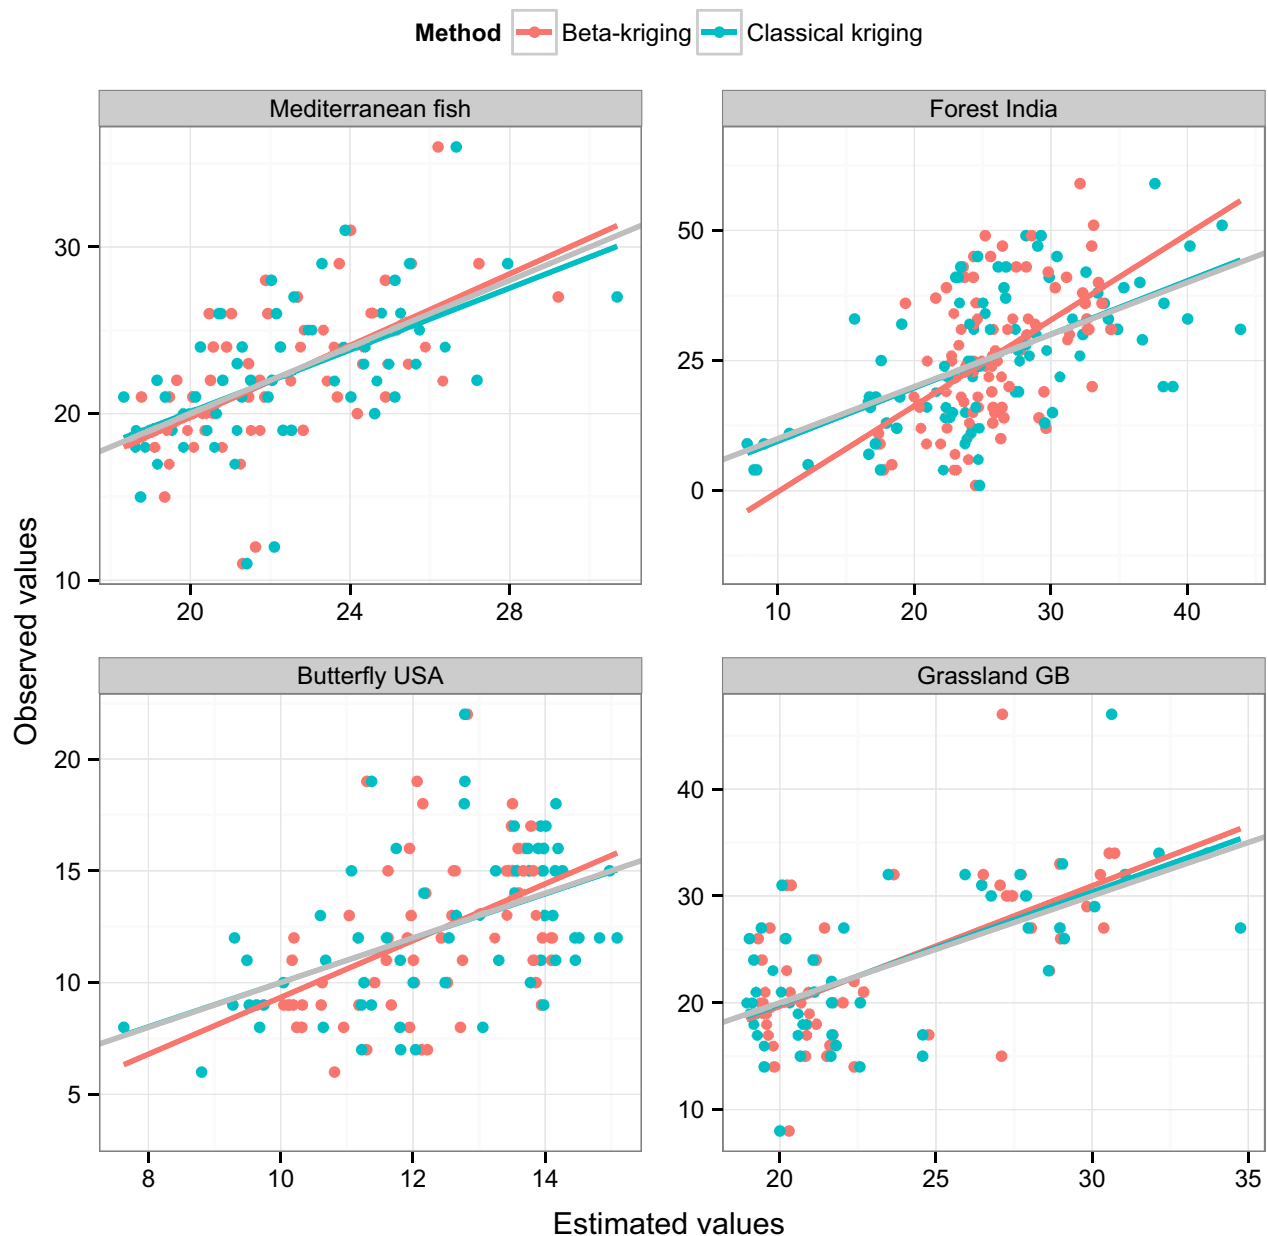 Method Beta-kriging Classical kriging
Mediterranean fish
Forest India
30
20
10
20 24 28
50
25
0
10 20 30 40
Observed values
Butterfly USA
Grassland GB
20
15
10
5
8 10 12 14
40
30
20
10
20 25 30 35
Estimated values